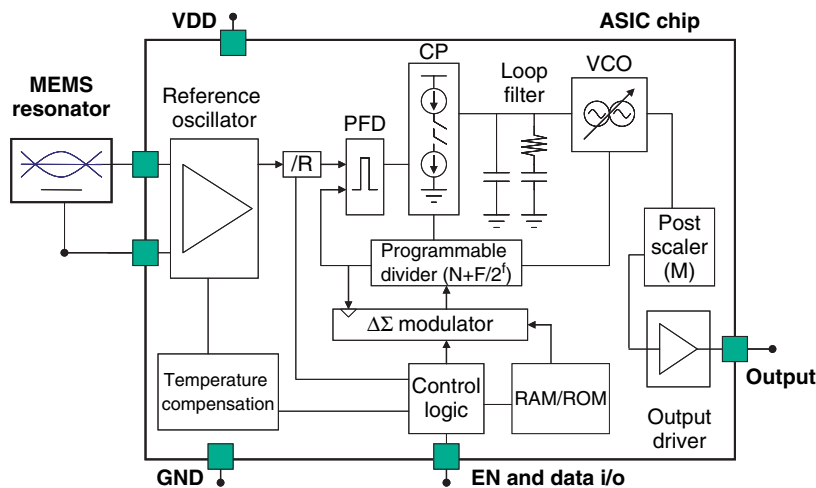 VDD
ASIC chip
MEMS
resonator
Reference
oscillator
/R
PFD
CP
Loop
filter
VCO
Programmable
divider (N+F/2^f)
Post
scaler
(M)
ΔΣ modulator
Temperature
compensation
Control
logic
RAM/ROM
Output
driver
Output
GND
EN and data i/o